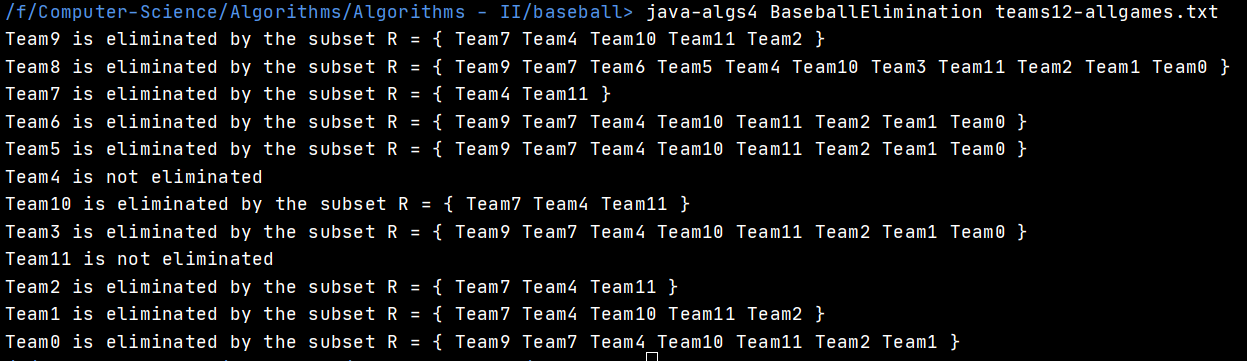 /f/Computer-Science/Algorithms/Algorithms - II/baseball> java-algs4 BaseballElimination teams12-allgames.txt
Team9 is eliminated by the subset R = { Team7 Team4 Team10 Team11 Team2 }
Team8 is eliminated by the subset R = { Team9 Team7 Team6 Team5 Team4 Team10 Team3 Team11 Team2 Team1 Team0 }
Team7 is eliminated by the subset R = { Team4 Team11 }
Team6 is eliminated by the subset R = { Team9 Team7 Team4 Team10 Team11 Team2 Team1 Team0 }
Team5 is eliminated by the subset R = { Team9 Team7 Team4 Team10 Team11 Team2 Team1 Team0 }
Team4 is not eliminated
Team10 is eliminated by the subset R = { Team7 Team4 Team11 }
Team3 is eliminated by the subset R = { Team9 Team7 Team4 Team10 Team11 Team2 Team1 Team0 }
Team11 is not eliminated
Team2 is eliminated by the subset R = { Team7 Team4 Team11 }
Team1 is eliminated by the subset R = { Team7 Team4 Team10 Team11 Team2 }
Team0 is eliminated by the subset R = { Team9 Team7 Team4 Team10 Team11 Team2 Team1 }